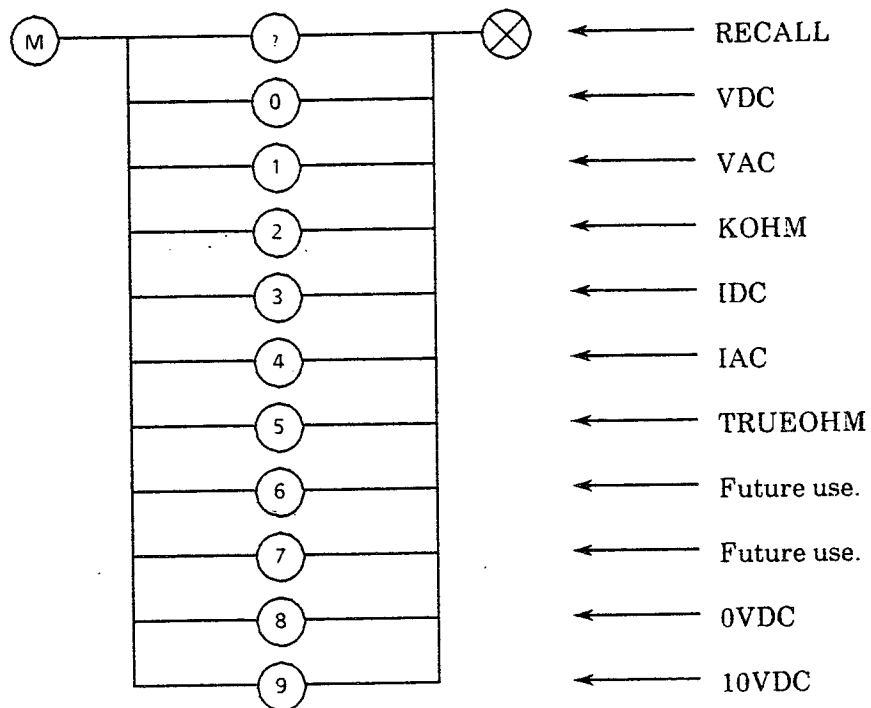 M ? RECALL
0 VDC
1 VAC
2 KOHM
3 IDC
4 IAC
5 TRUEOHM
6 Future use.
7 Future use.
8 0VDC
9 10VDC